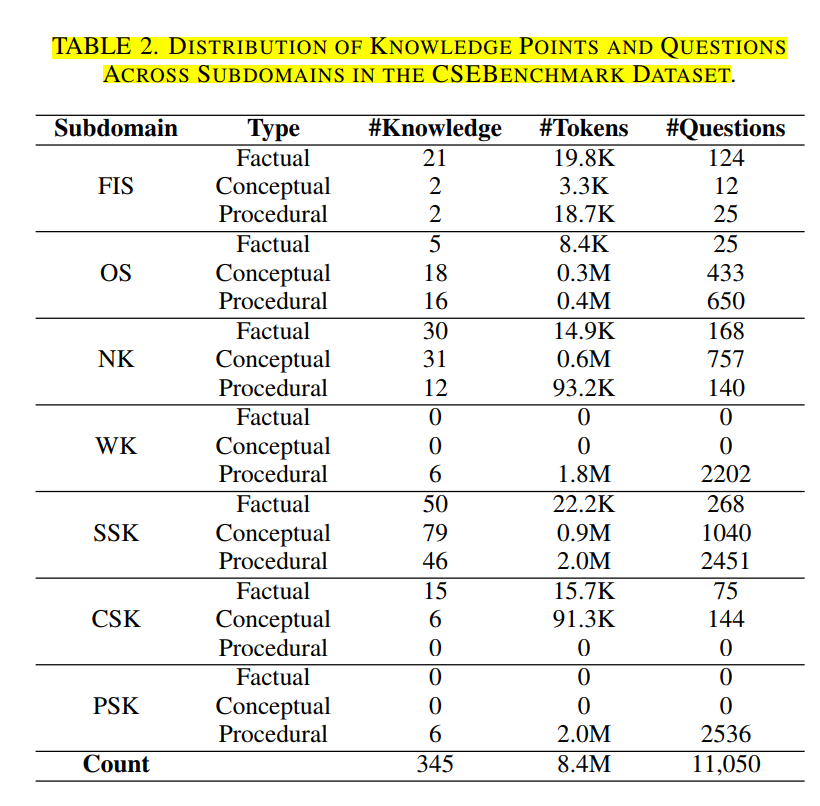 TABLE 2. DISTRIBUTION OF KNOWLEDGE POINTS AND QUESTIONS
ACROSS SUBDOMAINS IN THE CSEBENCHMARK DATASET.
Subdomain Type #Knowledge #Tokens #Questions
Factual 21 19.8K 124
FIS Conceptual 2 3.3K 12
Procedural 2 18.7K 25
Factual 5 8.4K 25
OS Conceptual 18 0.3M 433
Procedural 16 0.4M 650
Factual 30 14.9K 168
NK Conceptual 31 0.6M 757
Procedural 12 93.2K 140
Factual 0 0 0
WK Conceptual 0 0 0
Procedural 6 1.8M 2202
Factual 50 22.2K 268
SSK Conceptual 79 0.9M 1040
Procedural 46 2.0M 2451
Factual 15 15.7K 75
CSK Conceptual 6 91.3K 144
Procedural 0 0 0
Factual 0 0 0
PSK Conceptual 0 0 0
Procedural 6 2.0M 2536
Count 345 8.4M 11,050